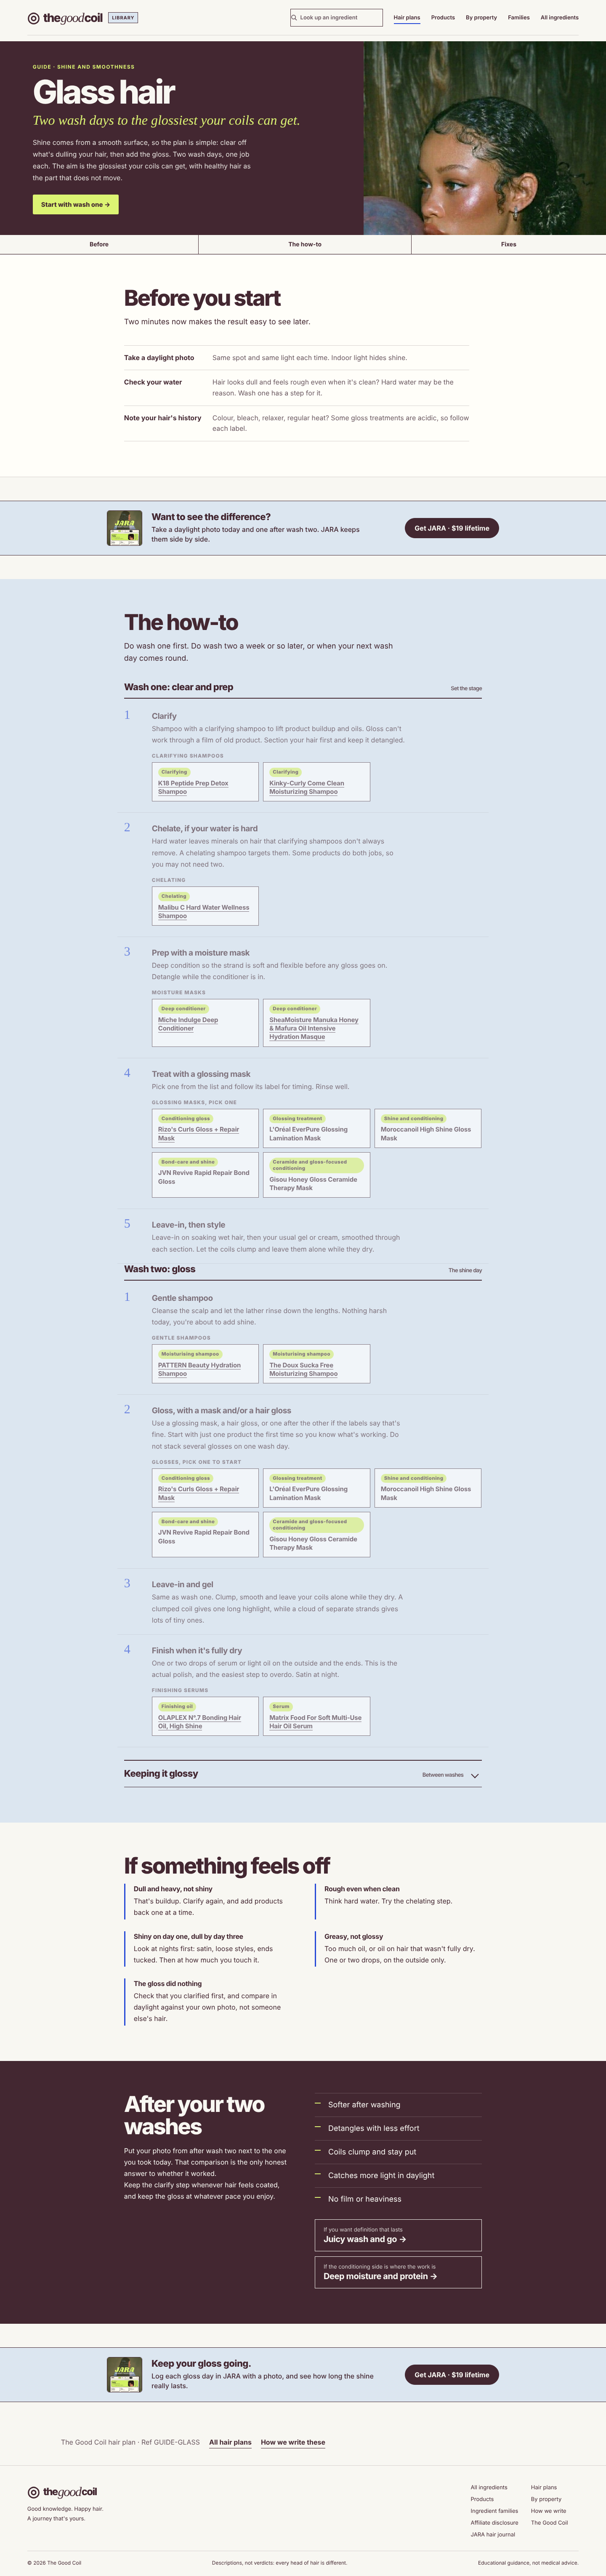 thegoodcoil LIBRARY
Look up an ingredient
Hair plans Products By property Families All ingredients
GUIDE · SHINE AND SMOOTHNESS
Glass hair
Two wash days to the glossiest your coils can get.
Shine comes from a smooth surface, so the plan is simple: clear off
what's dulling your hair, then add the gloss. Two wash days, one job
each. The aim is the glossiest your coils can get, with healthy hair as
the part that does not move.
Start with wash one →
Before The how-to Fixes
Before you start
Two minutes now makes the result easy to see later.
Take a daylight photo Same spot and same light each time. Indoor light hides shine.
Check your water Hair looks dull and feels rough even when it's clean? Hard water may be the
reason. Wash one has a step for it.
Note your hair's history Colour, bleach, relaxer, regular heat? Some gloss treatments are acidic, so follow
each label.
JARA
Want to see the difference?
Take a daylight photo today and one after wash two. JARA keeps
them side by side.
Get JARA · $19 lifetime
The how-to
Do wash one first. Do wash two a week or so later, or when your next wash
day comes round.
Wash one: clear and prep Set the stage
1 Clarify
Shampoo with a clarifying shampoo to lift product buildup and oils. Gloss can't
work through a film of old product. Section your hair first and keep it detangled.
CLARIFYING SHAMPOOS
Clarifying
K18 Peptide Prep Detox
Shampoo
Clarifying
Kinky-Curly Come Clean
Moisturizing Shampoo
2 Chelate, if your water is hard
Hard water leaves minerals on hair that clarifying shampoos don't always
remove. A chelating shampoo targets them. Some products do both jobs, so
you may not need two.
CHELATING
Chelating
Malibu C Hard Water Wellness
Shampoo
3 Prep with a moisture mask
Deep condition so the strand is soft and flexible before any gloss goes on.
Detangle while the conditioner is in.
MOISTURE MASKS
Deep conditioner
Miche Indulge Deep
Conditioner
Deep conditioner
SheaMoisture Manuka Honey
& Mafura Oil Intensive
Hydration Masque
4 Treat with a glossing mask
Pick one from the list and follow its label for timing. Rinse well.
GLOSSING MASKS, PICK ONE
Conditioning gloss
Rizo's Curls Gloss + Repair
Mask
Glossing treatment
L'Oréal EverPure Glossing
Lamination Mask
Shine and conditioning
Moroccanoil High Shine Gloss
Mask
Bond-care and shine
JVN Revive Rapid Repair Bond
Gloss
Ceramide and gloss-focused
conditioning
Gisou Honey Gloss Ceramide
Therapy Mask
5 Leave-in, then style
Leave-in on soaking wet hair, then your usual gel or cream, smoothed through
each section. Let the coils clump and leave them alone while they dry.
Wash two: gloss The shine day
1 Gentle shampoo
Cleanse the scalp and let the lather rinse down the lengths. Nothing harsh
today, you're about to add shine.
GENTLE SHAMPOOS
Moisturising shampoo
PATTERN Beauty Hydration
Shampoo
Moisturising shampoo
The Doux Sucka Free
Moisturizing Shampoo
2 Gloss, with a mask and/or a hair gloss
Use a glossing mask, a hair gloss, or one after the other if the labels say that's
fine. Start with just one product the first time so you know what's working. Do
not stack several glosses on one wash day.
GLOSSES, PICK ONE TO START
Conditioning gloss
Rizo's Curls Gloss + Repair
Mask
Glossing treatment
L'Oréal EverPure Glossing
Lamination Mask
Shine and conditioning
Moroccanoil High Shine Gloss
Mask
Bond-care and shine
JVN Revive Rapid Repair Bond
Gloss
Ceramide and gloss-focused
conditioning
Gisou Honey Gloss Ceramide
Therapy Mask
3 Leave-in and gel
Same as wash one. Clump, smooth and leave your coils alone while they dry. A
clumped coil gives one long highlight, while a cloud of separate strands gives
lots of tiny ones.
4 Finish when it's fully dry
One or two drops of serum or light oil on the outside and the ends. This is the
actual polish, and the easiest step to overdo. Satin at night.
FINISHING SERUMS
Finishing oil
OLAPLEX Nº.7 Bonding Hair
Oil, High Shine
Serum
Matrix Food For Soft Multi-Use
Hair Oil Serum
Keeping it glossy Between washes
If something feels off
Dull and heavy, not shiny
That's buildup. Clarify again, and add products
back one at a time.
Rough even when clean
Think hard water. Try the chelating step.
Shiny on day one, dull by day three
Look at nights first: satin, loose styles, ends
tucked. Then at how much you touch it.
Greasy, not glossy
Too much oil, or oil on hair that wasn't fully dry.
One or two drops, on the outside only.
The gloss did nothing
Check that you clarified first, and compare in
daylight against your own photo, not someone
else's hair.
After your two
washes
Put your photo from after wash two next to the one
you took today. That comparison is the only honest
answer to whether it worked.
Keep the clarify step whenever hair feels coated,
and keep the gloss at whatever pace you enjoy.
Softer after washing
Detangles with less effort
Coils clump and stay put
Catches more light in daylight
No film or heaviness
If you want definition that lasts
Juicy wash and go →
If the conditioning side is where the work is
Deep moisture and protein →
JARA
Keep your gloss going.
Log each gloss day in JARA with a photo, and see how long the shine
really lasts.
Get JARA · $19 lifetime
The Good Coil hair plan · Ref GUIDE-GLASS All hair plans How we write these
thegoodcoil
Good knowledge. Happy hair.
A journey that's yours.
All ingredients
Products
Ingredient families
Affiliate disclosure
JARA hair journal
Hair plans
By property
How we write
The Good Coil
© 2026 The Good Coil Descriptions, not verdicts: every head of hair is different. Educational guidance, not medical advice.